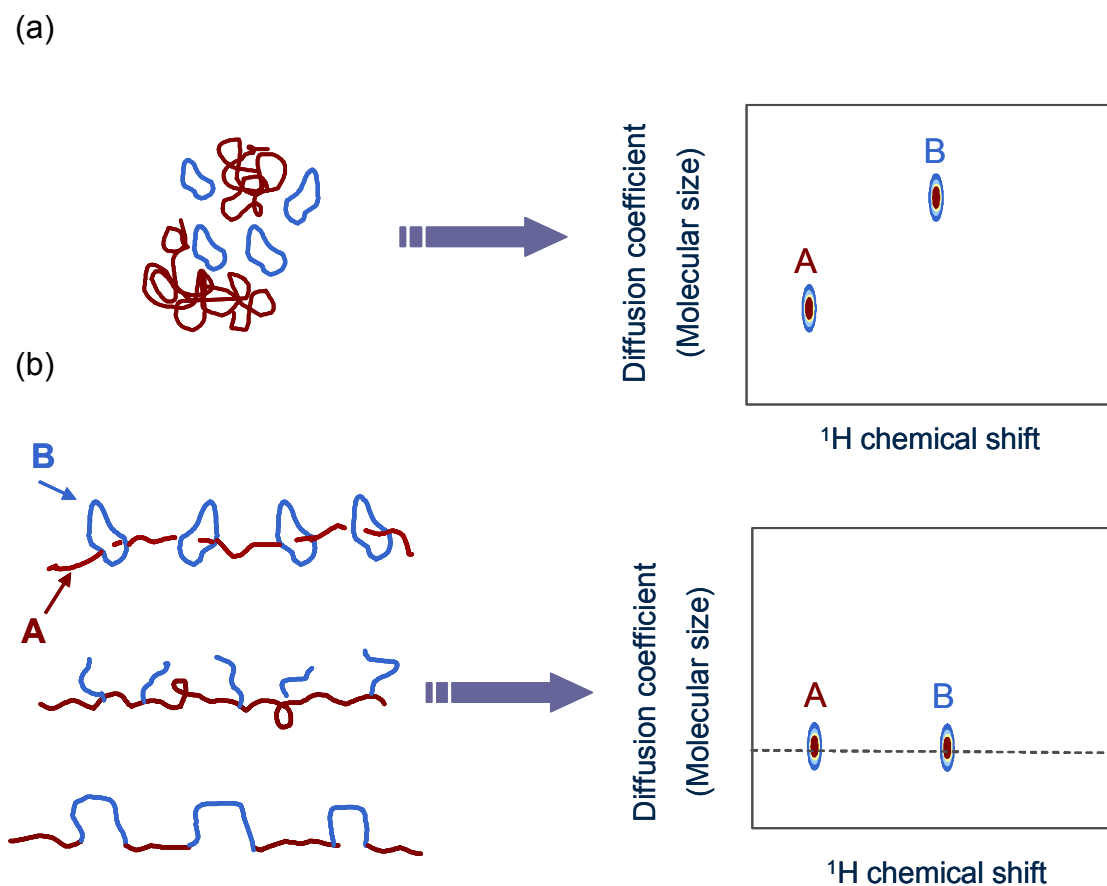 (a)
Diffusion coefficient
(Molecular size)
B
A
¹H chemical shift
(b)
B
A
Diffusion coefficient
(Molecular size)
A
B
¹H chemical shift